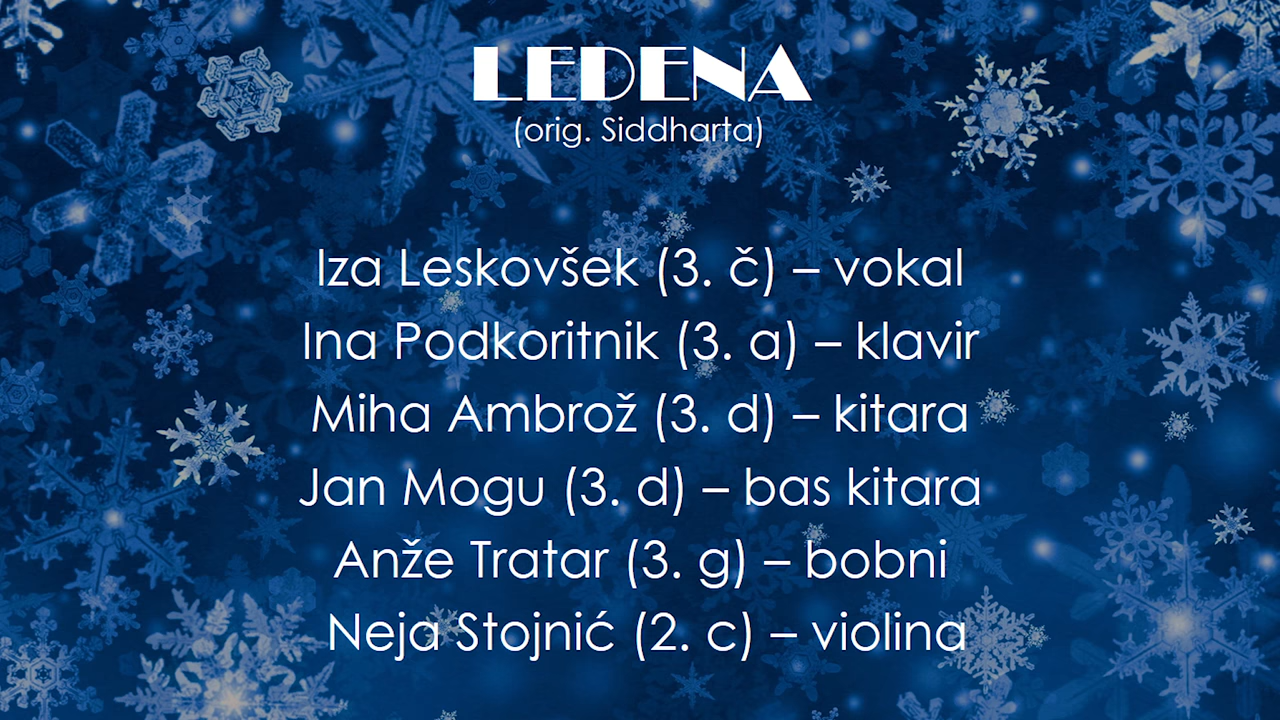 LEDENA
(orig. Siddharta)
Iza Leskovšek (3. č) – vokal
Ina Podkoritnik (3. a) – klavir
Miha Ambrož (3. d) – kitara
Jan Mogu (3. d) – bas kitara
Anže Tratar (3. g) – bobni
Neja Stojnić (2. c) – violina